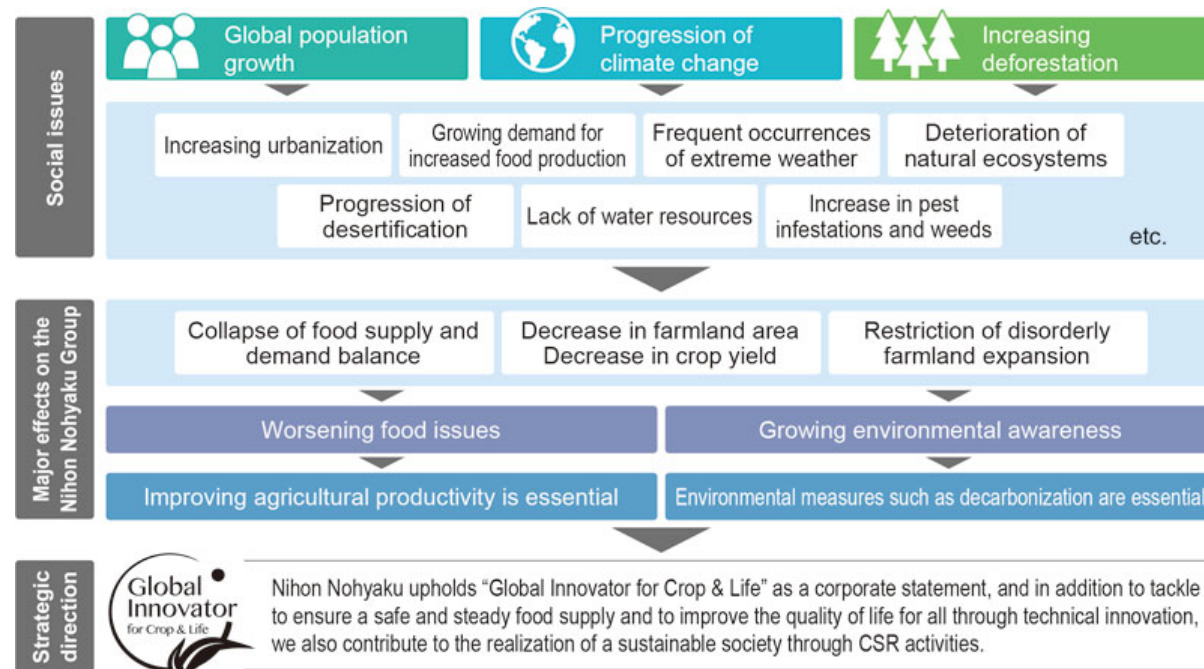 Social issues
Global population
growth
Progression of
climate change
Increasing
deforestation
Increasing urbanization
Growing demand for
increased food production
Frequent occurrences
of extreme weather
Deterioration of
natural ecosystems
Progression of
desertification
Lack of water resources
Increase in pest
infestations and weeds
etc.
Major effects on the
Nihon Nohyaku Group
Collapse of food supply and
demand balance
Decrease in farmland area
Decrease in crop yield
Restriction of disorderly
farmland expansion
Worsening food issues
Growing environmental awareness
Improving agricultural productivity is essential
Environmental measures such as decarbonization are essential
Strategic
direction
Global
Innovator
for Crop & Life
Nihon Nohyaku upholds “Global Innovator for Crop & Life” as a corporate statement, and in addition to tackle
to ensure a safe and steady food supply and to improve the quality of life for all through technical innovation,
we also contribute to the realization of a sustainable society through CSR activities.